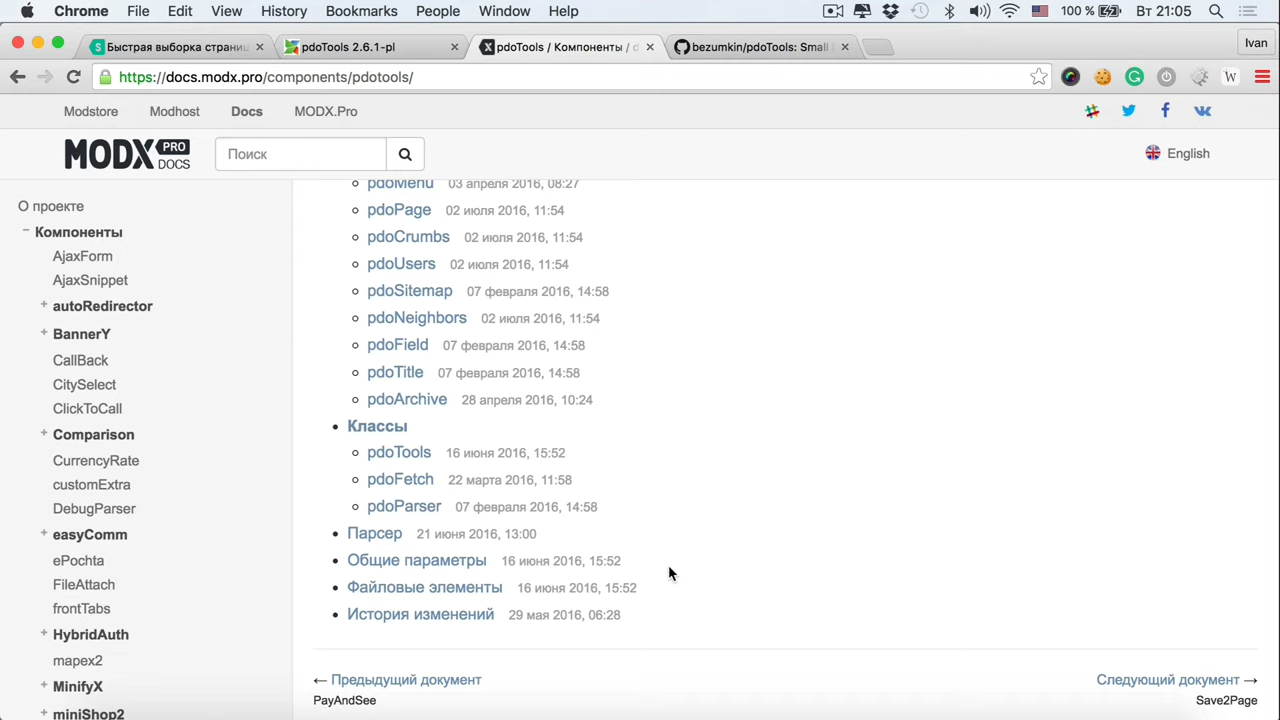 Chrome File Edit View History Bookmarks People Window Help 100 % Вт 21:05
Быстрая выборка страниц
pdoTools 2.6.1-pl
pdoTools / Компоненты / d
bezumkin/pdoTools: Small
Ivan
https://docs.modx.pro/components/pdotools/
W
Modstore Modhost Docs MODX.Pro
MODX PRO DOCS
Поиск
English
О проекте
Компоненты
AjaxForm
AjaxSnippet
autoRedirector
BannerY
CallBack
CitySelect
ClickToCall
Comparison
CurrencyRate
customExtra
DebugParser
easyComm
ePochta
FileAttach
frontTabs
HybridAuth
mapex2
MinifyX
miniShop2
pdoMenu 03 апреля 2016, 08:27
pdoPage 02 июля 2016, 11:54
pdoCrumbs 02 июля 2016, 11:54
pdoUsers 02 июля 2016, 11:54
pdoSitemap 07 февраля 2016, 14:58
pdoNeighbors 02 июля 2016, 11:54
pdoField 07 февраля 2016, 14:58
pdoTitle 07 февраля 2016, 14:58
pdoArchive 28 апреля 2016, 10:24
Классы
pdoTools 16 июня 2016, 15:52
pdoFetch 22 марта 2016, 11:58
pdoParser 07 февраля 2016, 14:58
Парсер 21 июня 2016, 13:00
Общие параметры 16 июня 2016, 15:52
Файловые элементы 16 июня 2016, 15:52
История изменений 29 мая 2016, 06:28
← Предыдущий документ
PayAndSee
Следующий документ →
Save2Page